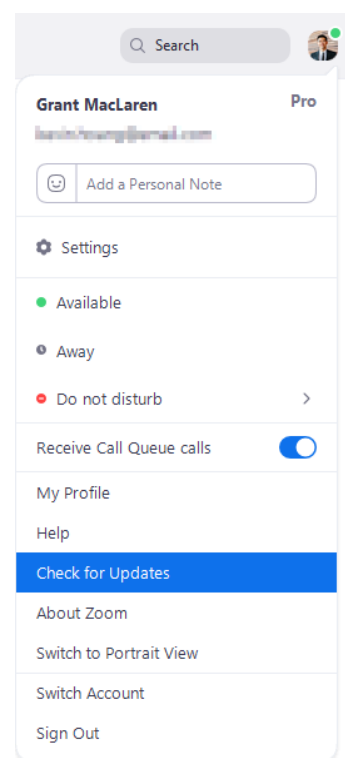 Search
Grant MacLaren Pro
Add a Personal Note
Settings
Available
Away
Do not disturb
Receive Call Queue calls
My Profile
Help
Check for Updates
About Zoom
Switch to Portrait View
Switch Account
Sign Out